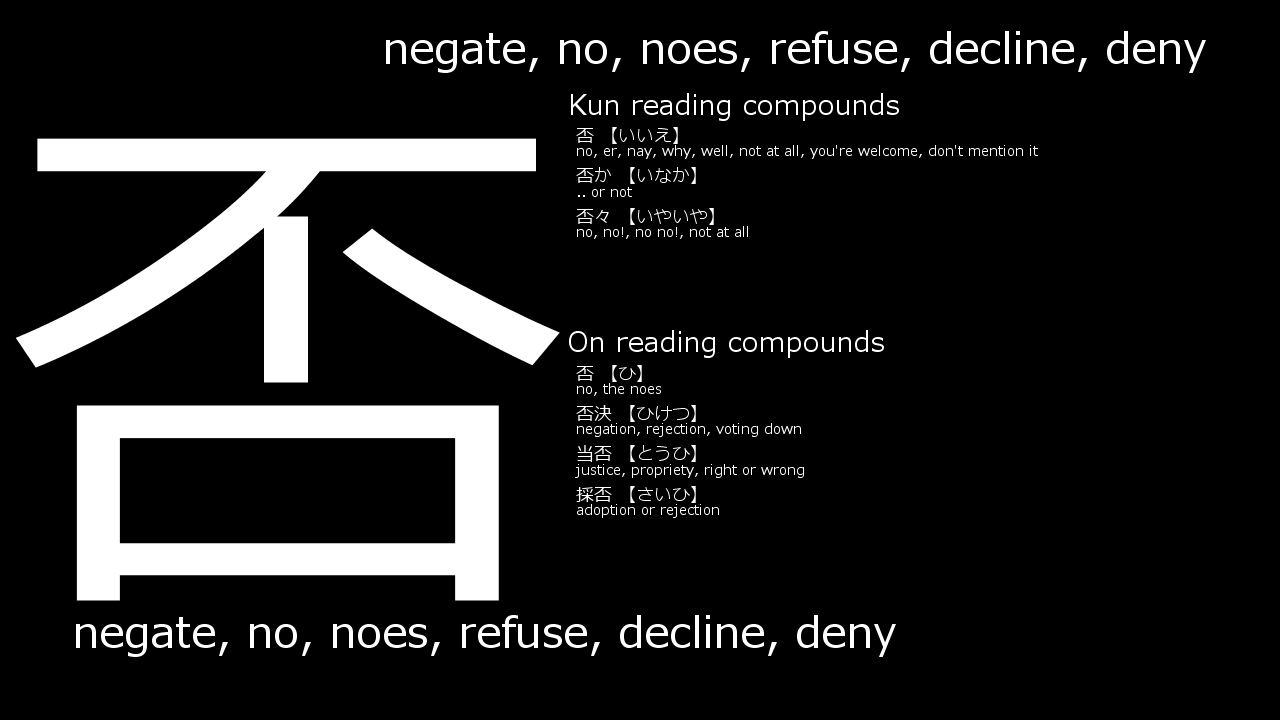 negate, no, noes, refuse, decline, deny
否
Kun reading compounds
否 【いいえ】
no, er, nay, why, well, not at all, you're welcome, don't mention it
否か 【いなか】
.. or not
否々 【いやいや】
no, no!, no no!, not at all
On reading compounds
否 【ひ】
no, the noes
否決 【ひけつ】
negation, rejection, voting down
当否 【とうひ】
justice, propriety, right or wrong
採否 【さいひ】
adoption or rejection
negate, no, noes, refuse, decline, deny